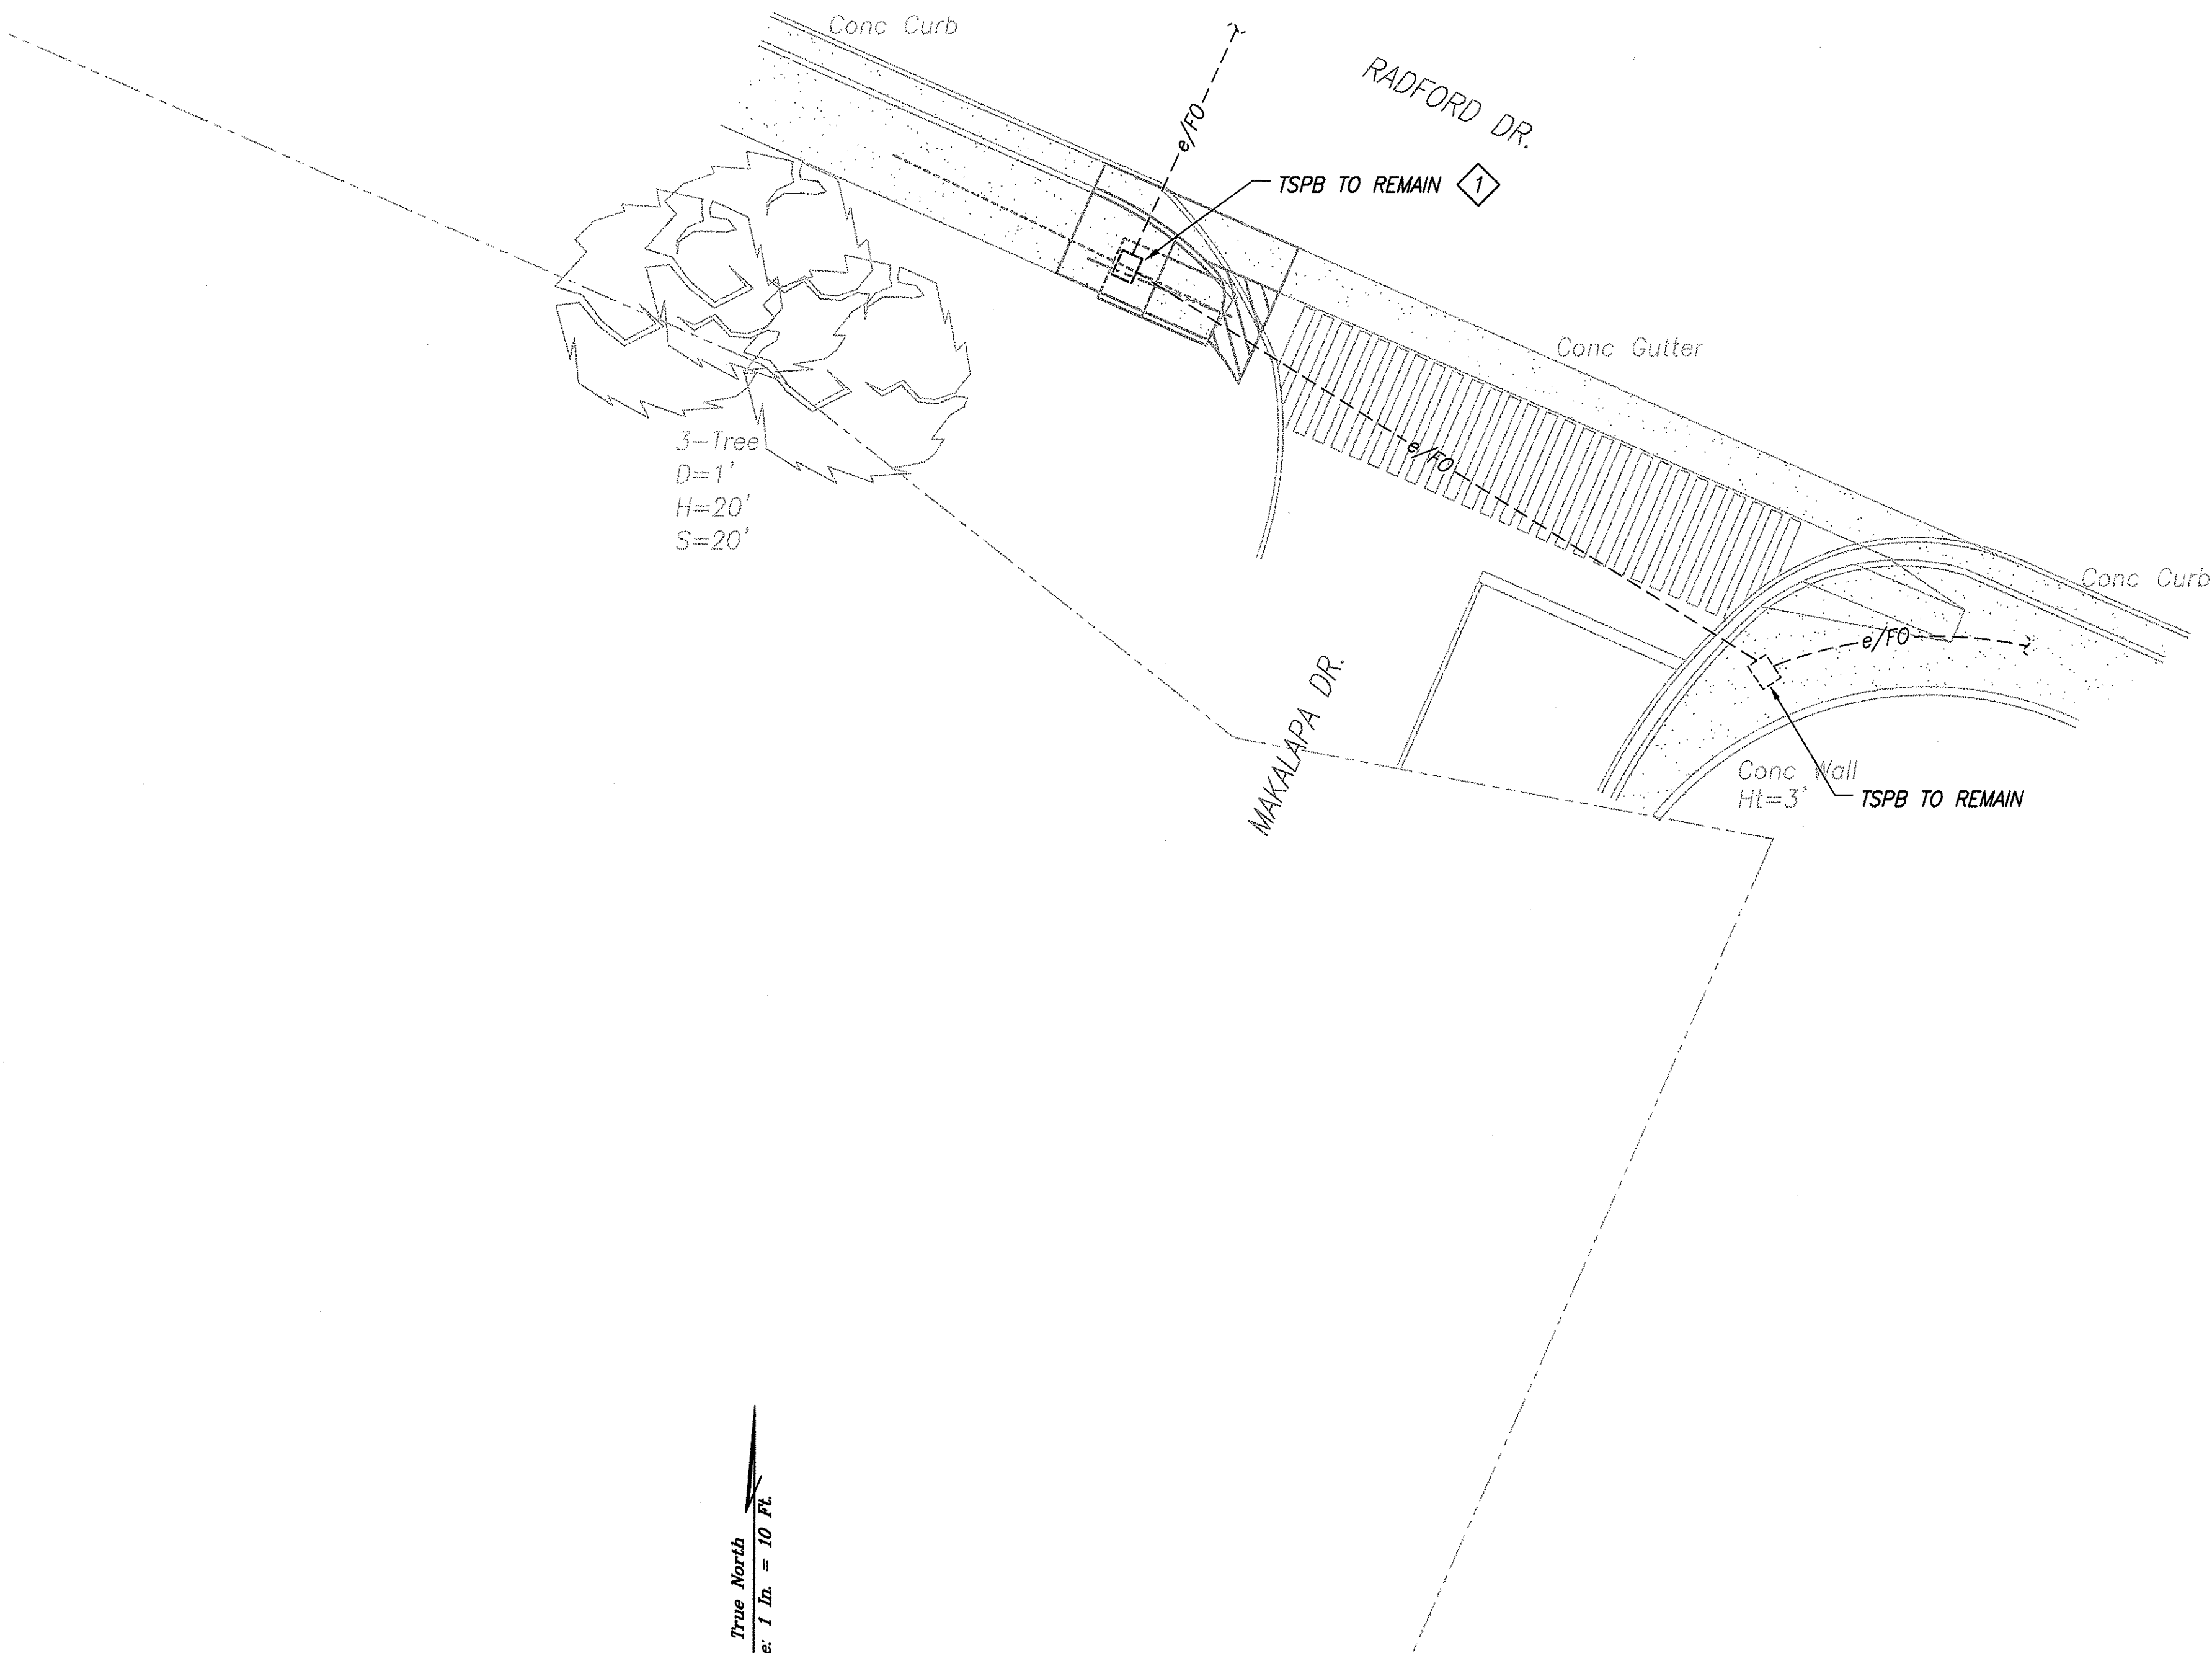 Conc Curb
RADFORD DR.
e/FO
TSPB TO REMAIN 1
Conc Gutter
3-Tree
D=1'
H=20'
S=20'
e/FO
Conc Curb
e/FO
MAKALAPA DR.
Conc Wall
Ht=3'
TSPB TO REMAIN
True North
e: 1 In. = 10 Ft.